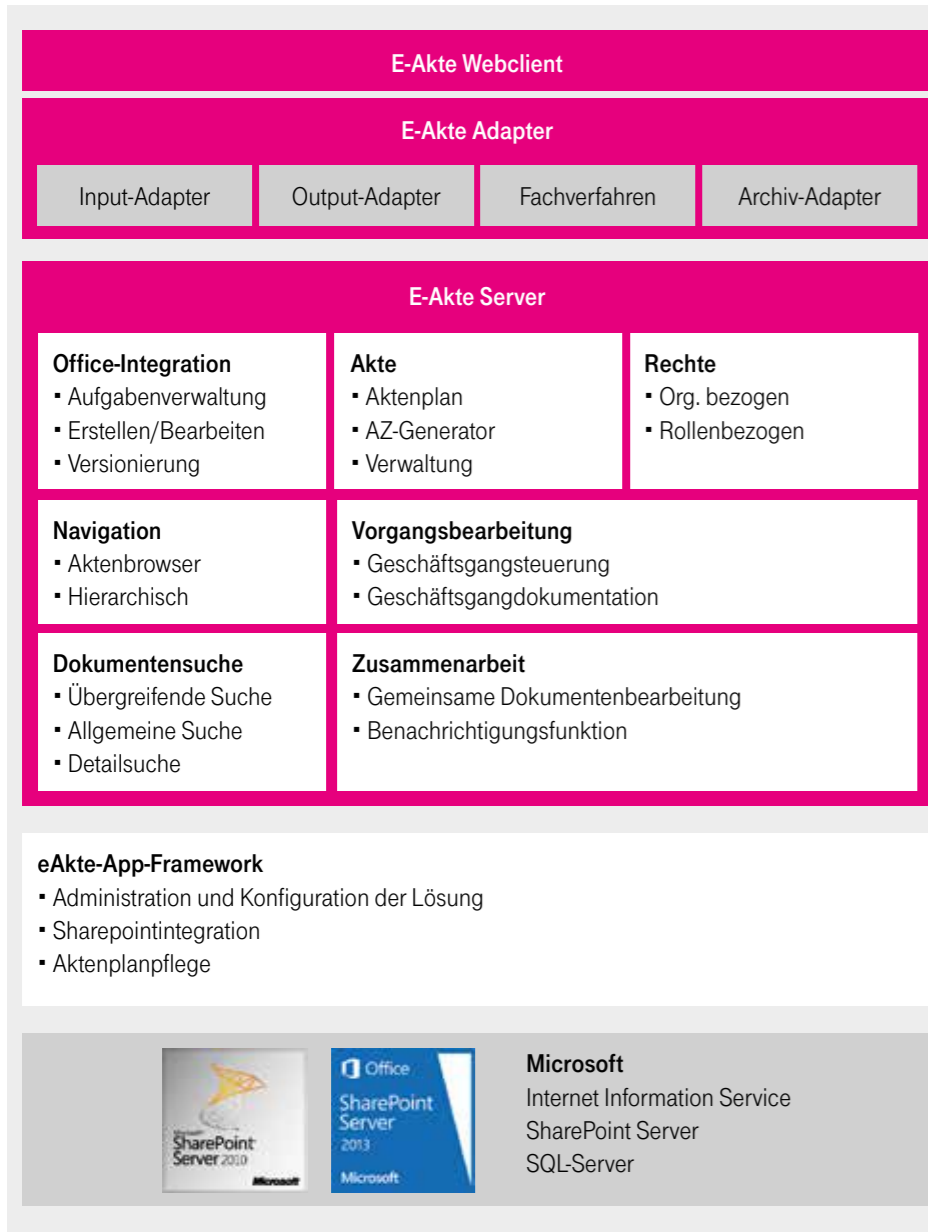 E-Akte Webclient
E-Akte Adapter
Input-Adapter
Output-Adapter
Fachverfahren
Archiv-Adapter
E-Akte Server
Office-Integration
▪ Aufgabenverwaltung
▪ Erstellen/Bearbeiten
▪ Versionierung
Akte
▪ Aktenplan
▪ AZ-Generator
▪ Verwaltung
Rechte
▪ Org. bezogen
▪ Rollenbezogen
Navigation
▪ Aktenbrowser
▪ Hierarchisch
Vorgangsbearbeitung
▪ Geschäftsgangsteuerung
▪ Geschäftsgangdokumentation
Dokumentensuche
▪ Übergreifende Suche
▪ Allgemeine Suche
▪ Detailsuche
Zusammenarbeit
▪ Gemeinsame Dokumentenbearbeitung
▪ Benachrichtigungsfunktion
eAkte-App-Framework
▪ Administration und Konfiguration der Lösung
▪ Sharepointintegration
▪ Aktenplanpflege
Microsoft
SharePoint
Server 2010
Microsoft
Office
SharePoint
Server
2013
Microsoft
Microsoft
Internet Information Service
SharePoint Server
SQL-Server